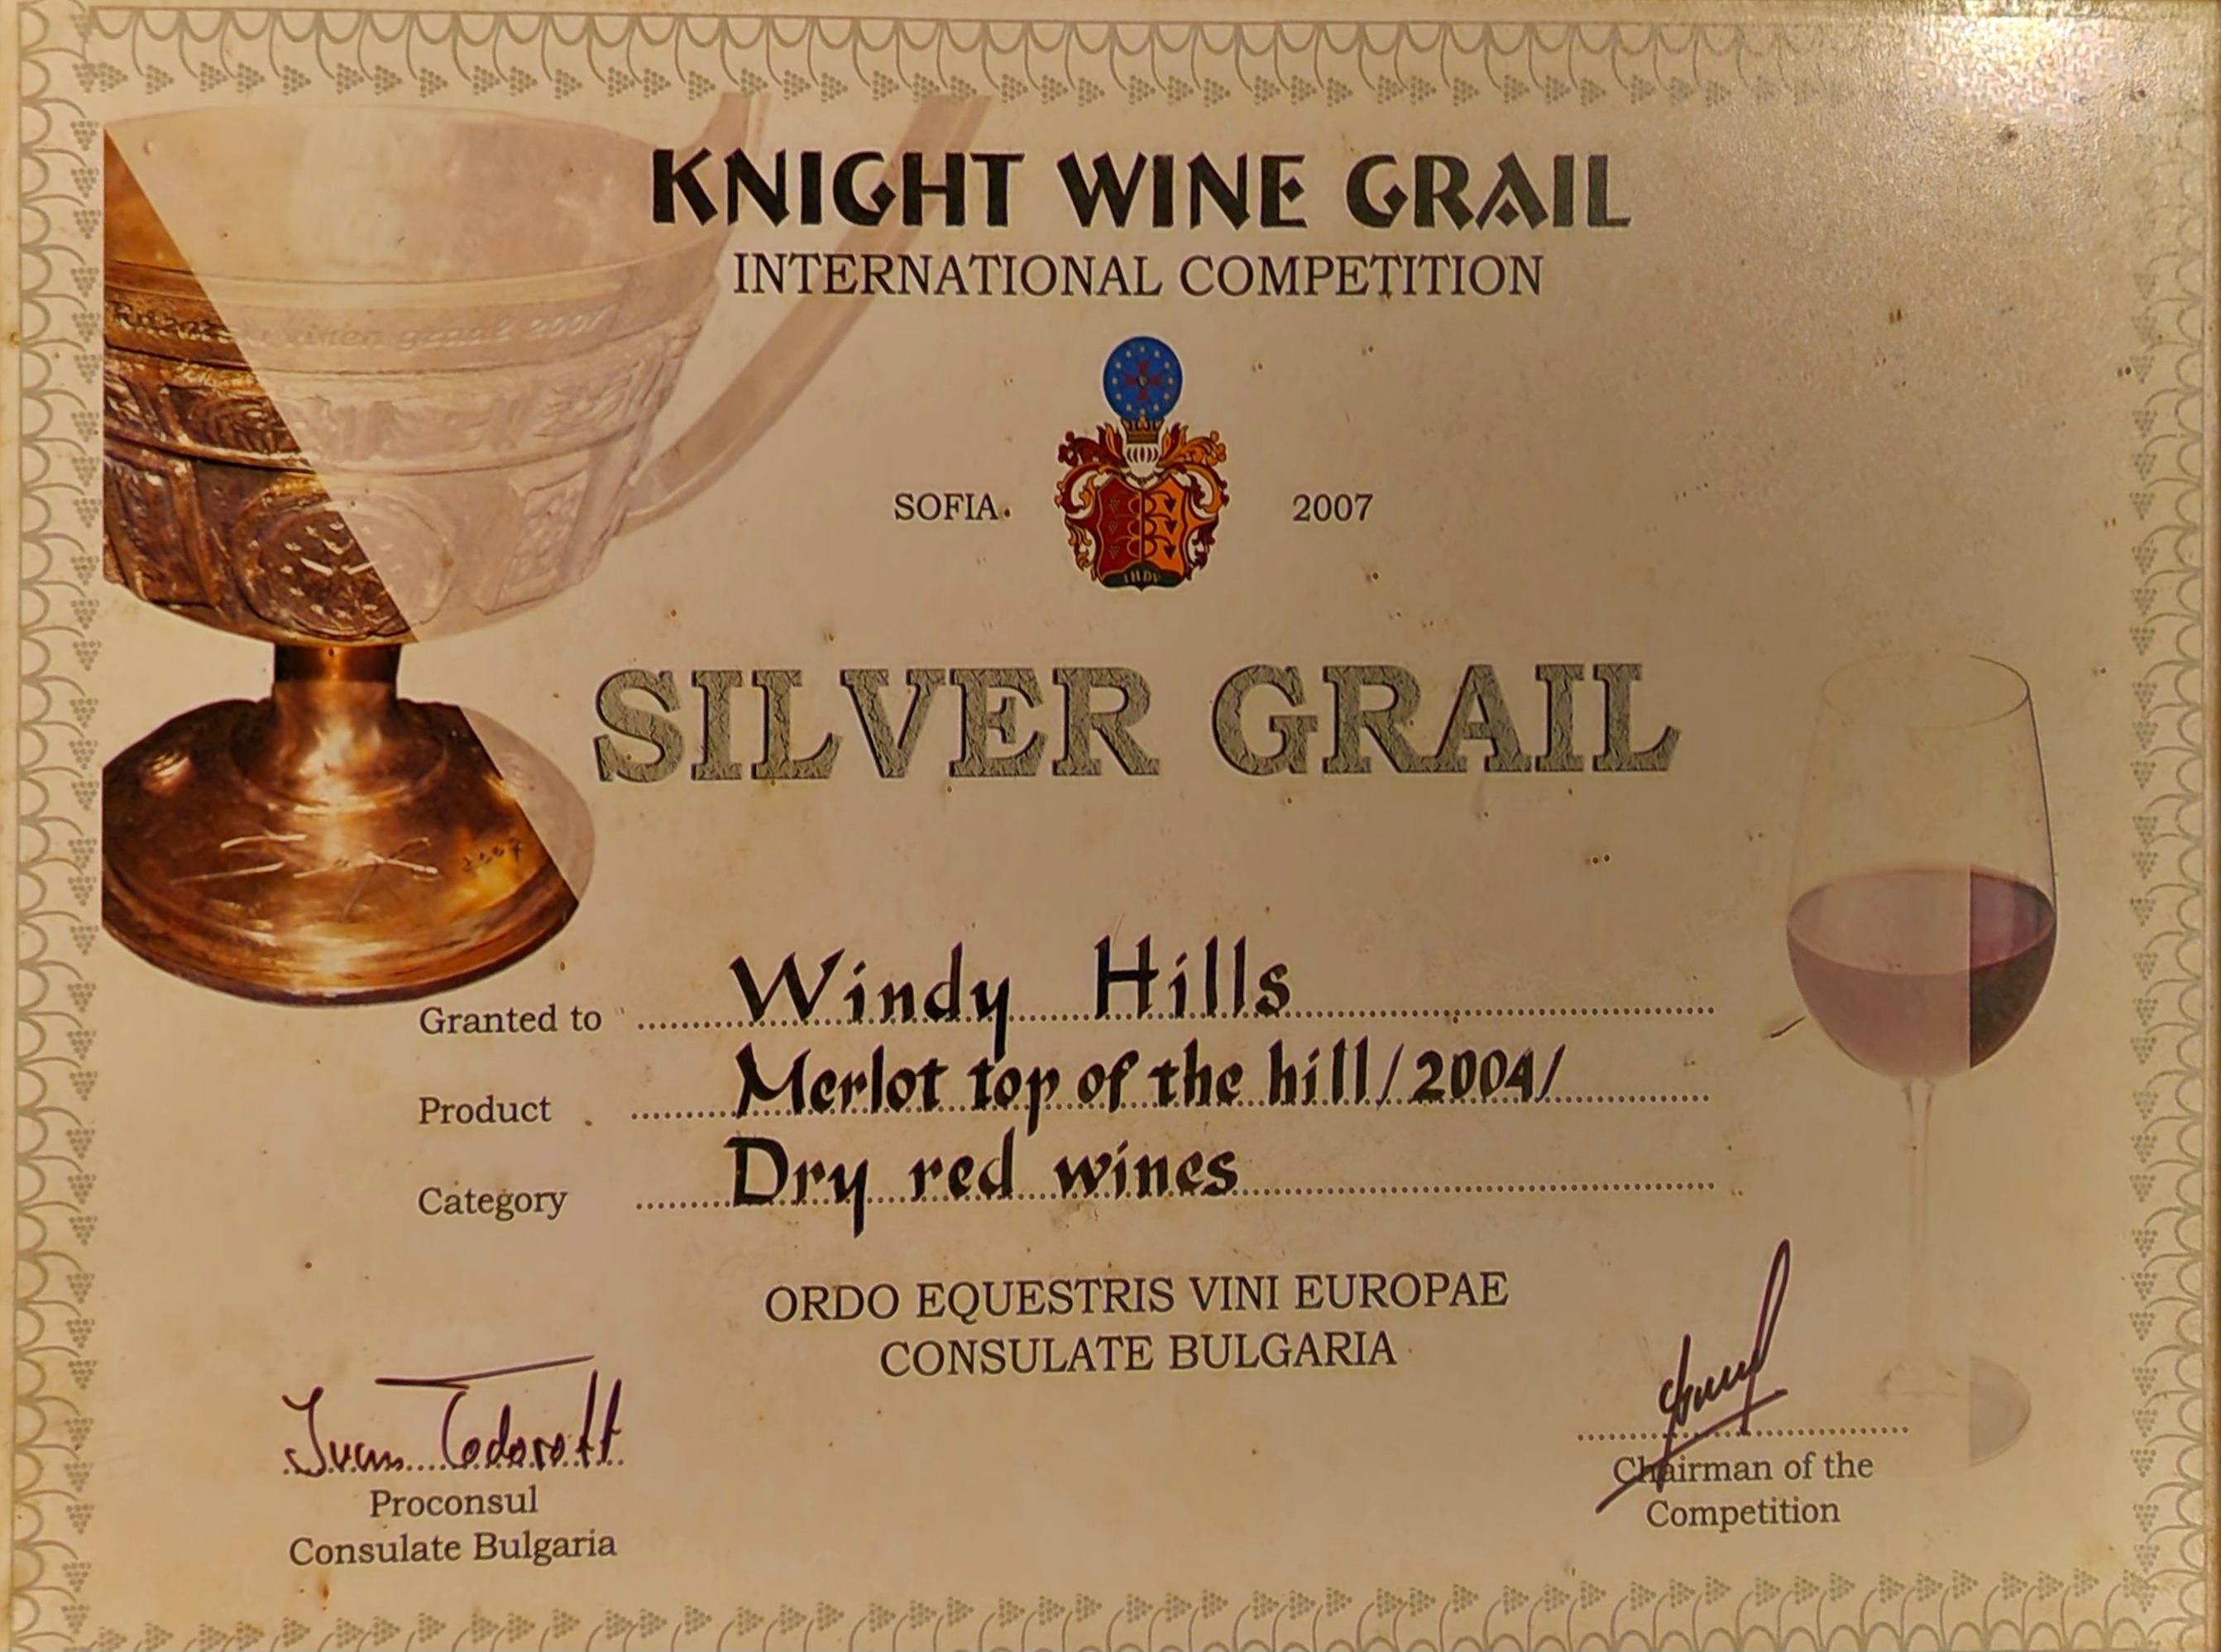 KNIGHT WINE GRAIL
INTERNATIONAL COMPETITION
SOFIA 2007
SILVER GRAIL
Granted to Windy Hills
Product Merlot top of the hill /2004/
Category Dry red wines
ORDO EQUESTRIS VINI EUROPAE
CONSULATE BULGARIA
Ivan Todoroff
Proconsul
Consulate Bulgaria
Chairman of the
Competition